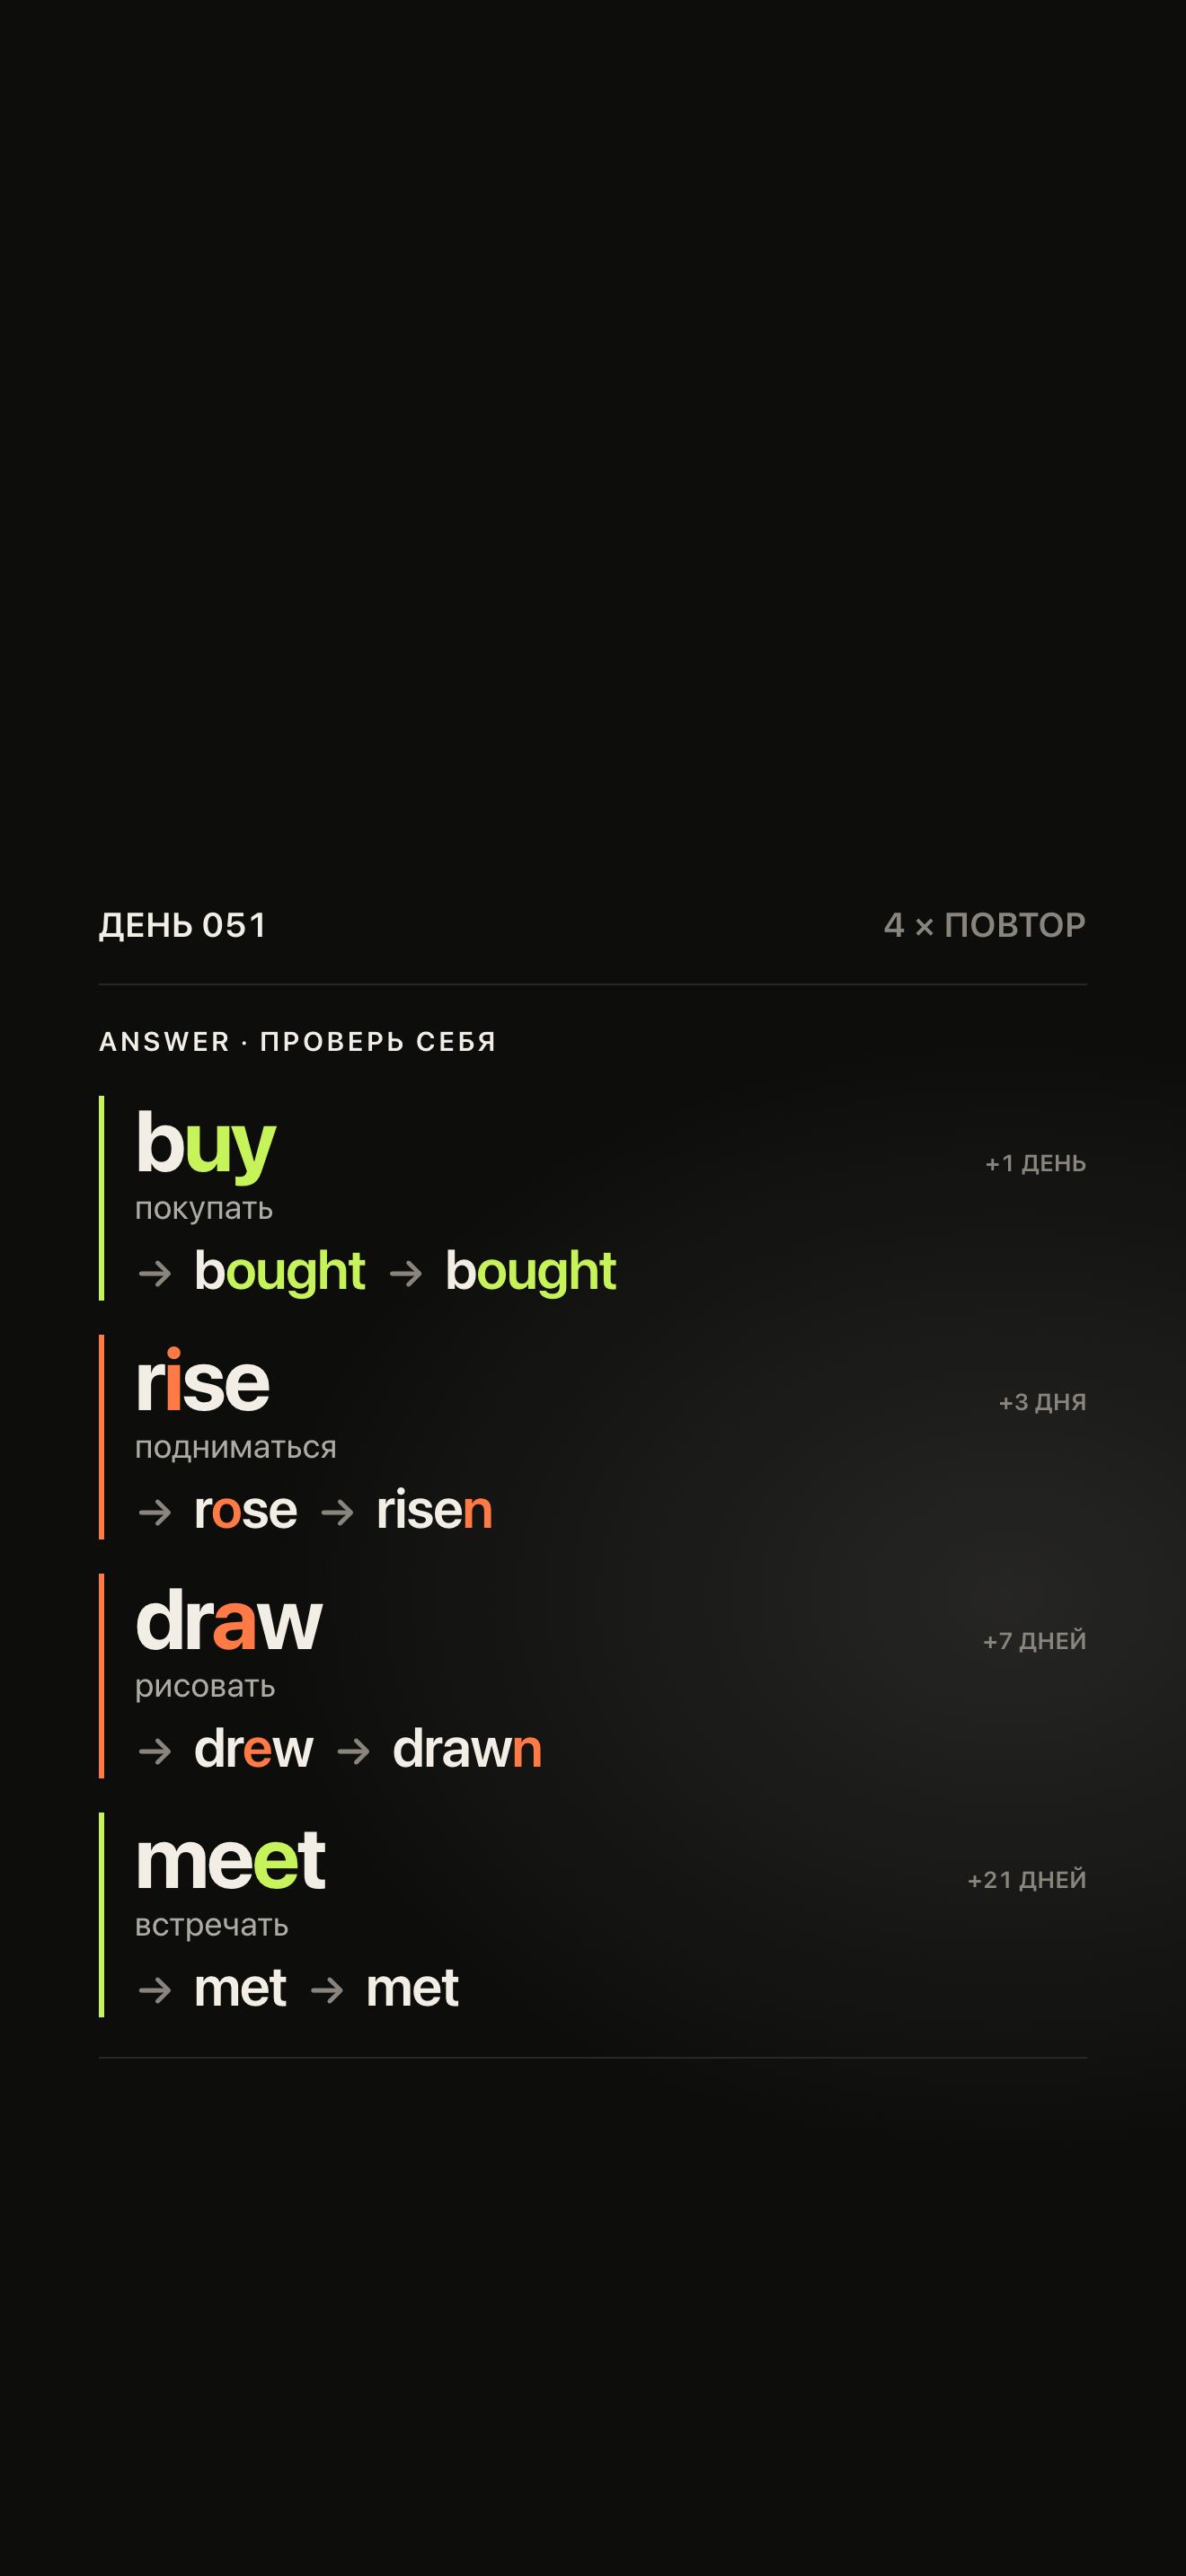 ДЕНЬ 051
4 × ПОВТОР
ANSWER · ПРОВЕРЬ СЕБЯ
buy
+1 ДЕНЬ
покупать
→ bought → bought
rise
+3 ДНЯ
подниматься
→ rose → risen
draw
+7 ДНЕЙ
рисовать
→ drew → drawn
meet
+21 ДНЕЙ
встречать
→ met → met